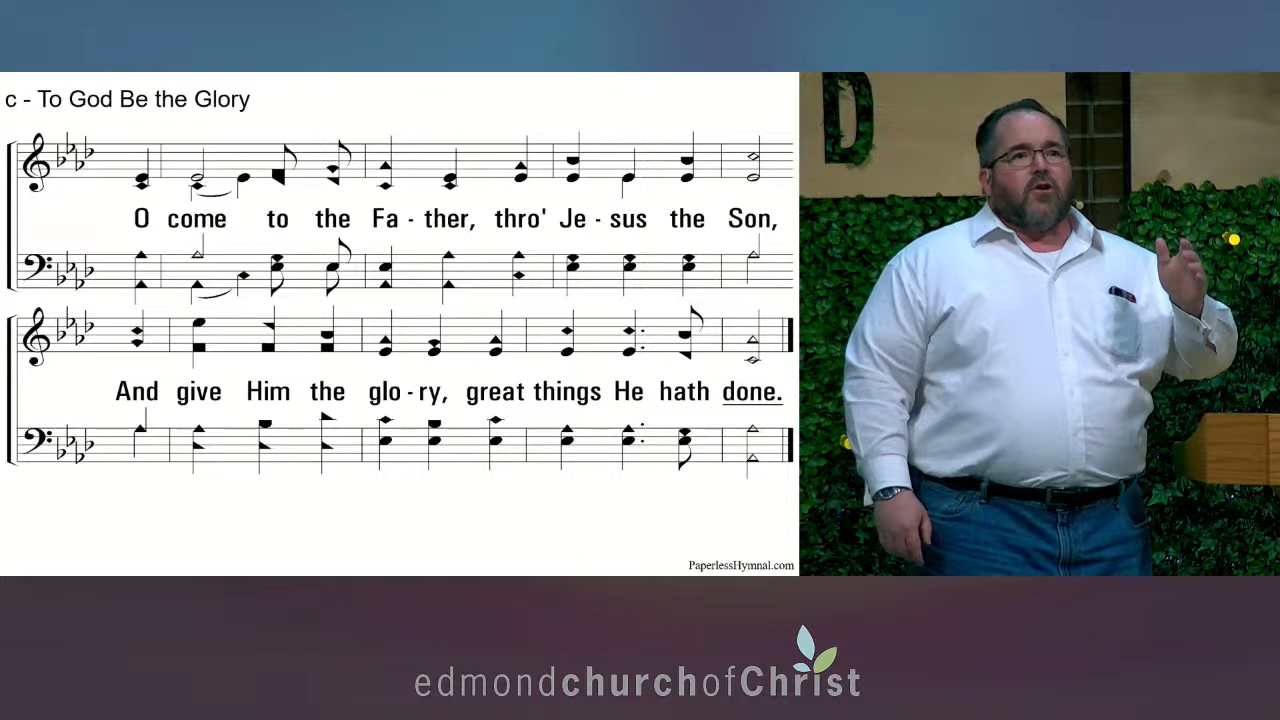 c - To God Be the Glory
O come to the Fa - ther, thro' Je - sus the Son,
And give Him the glo - ry, great things He hath done.
PaperlessHymnal.com
D
edmondchurchofChrist